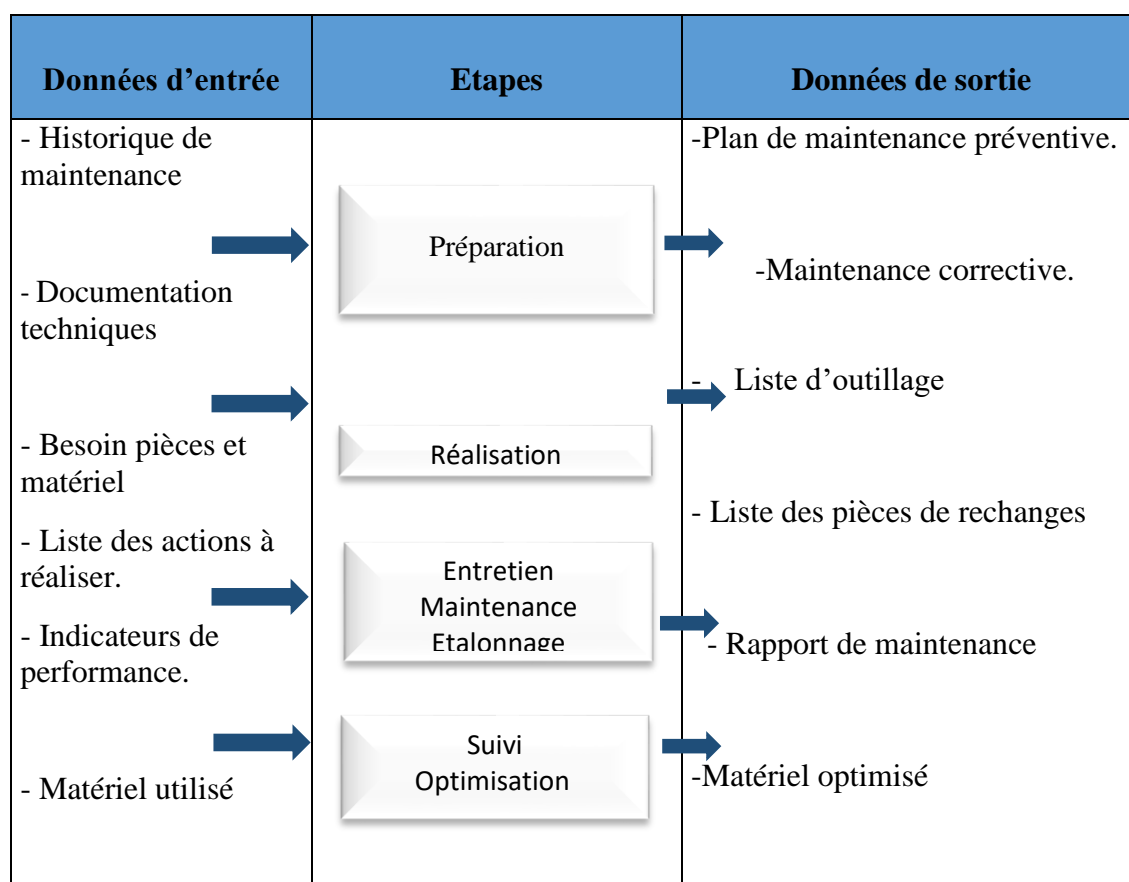 Données d'entrée
Etapes
Données de sortie
- Historique de
maintenance
- Documentation
techniques
- Besoin pièces et
matériel
- Liste des actions à
réaliser.
- Indicateurs de
performance.
- Matériel utilisé
Préparation
Réalisation
Entretien
Maintenance
Etalonnage
Suivi
Optimisation
-Plan de maintenance préventive.
-Maintenance corrective.
- Liste d'outillage
- Liste des pièces de rechanges
- Rapport de maintenance
-Matériel optimisé